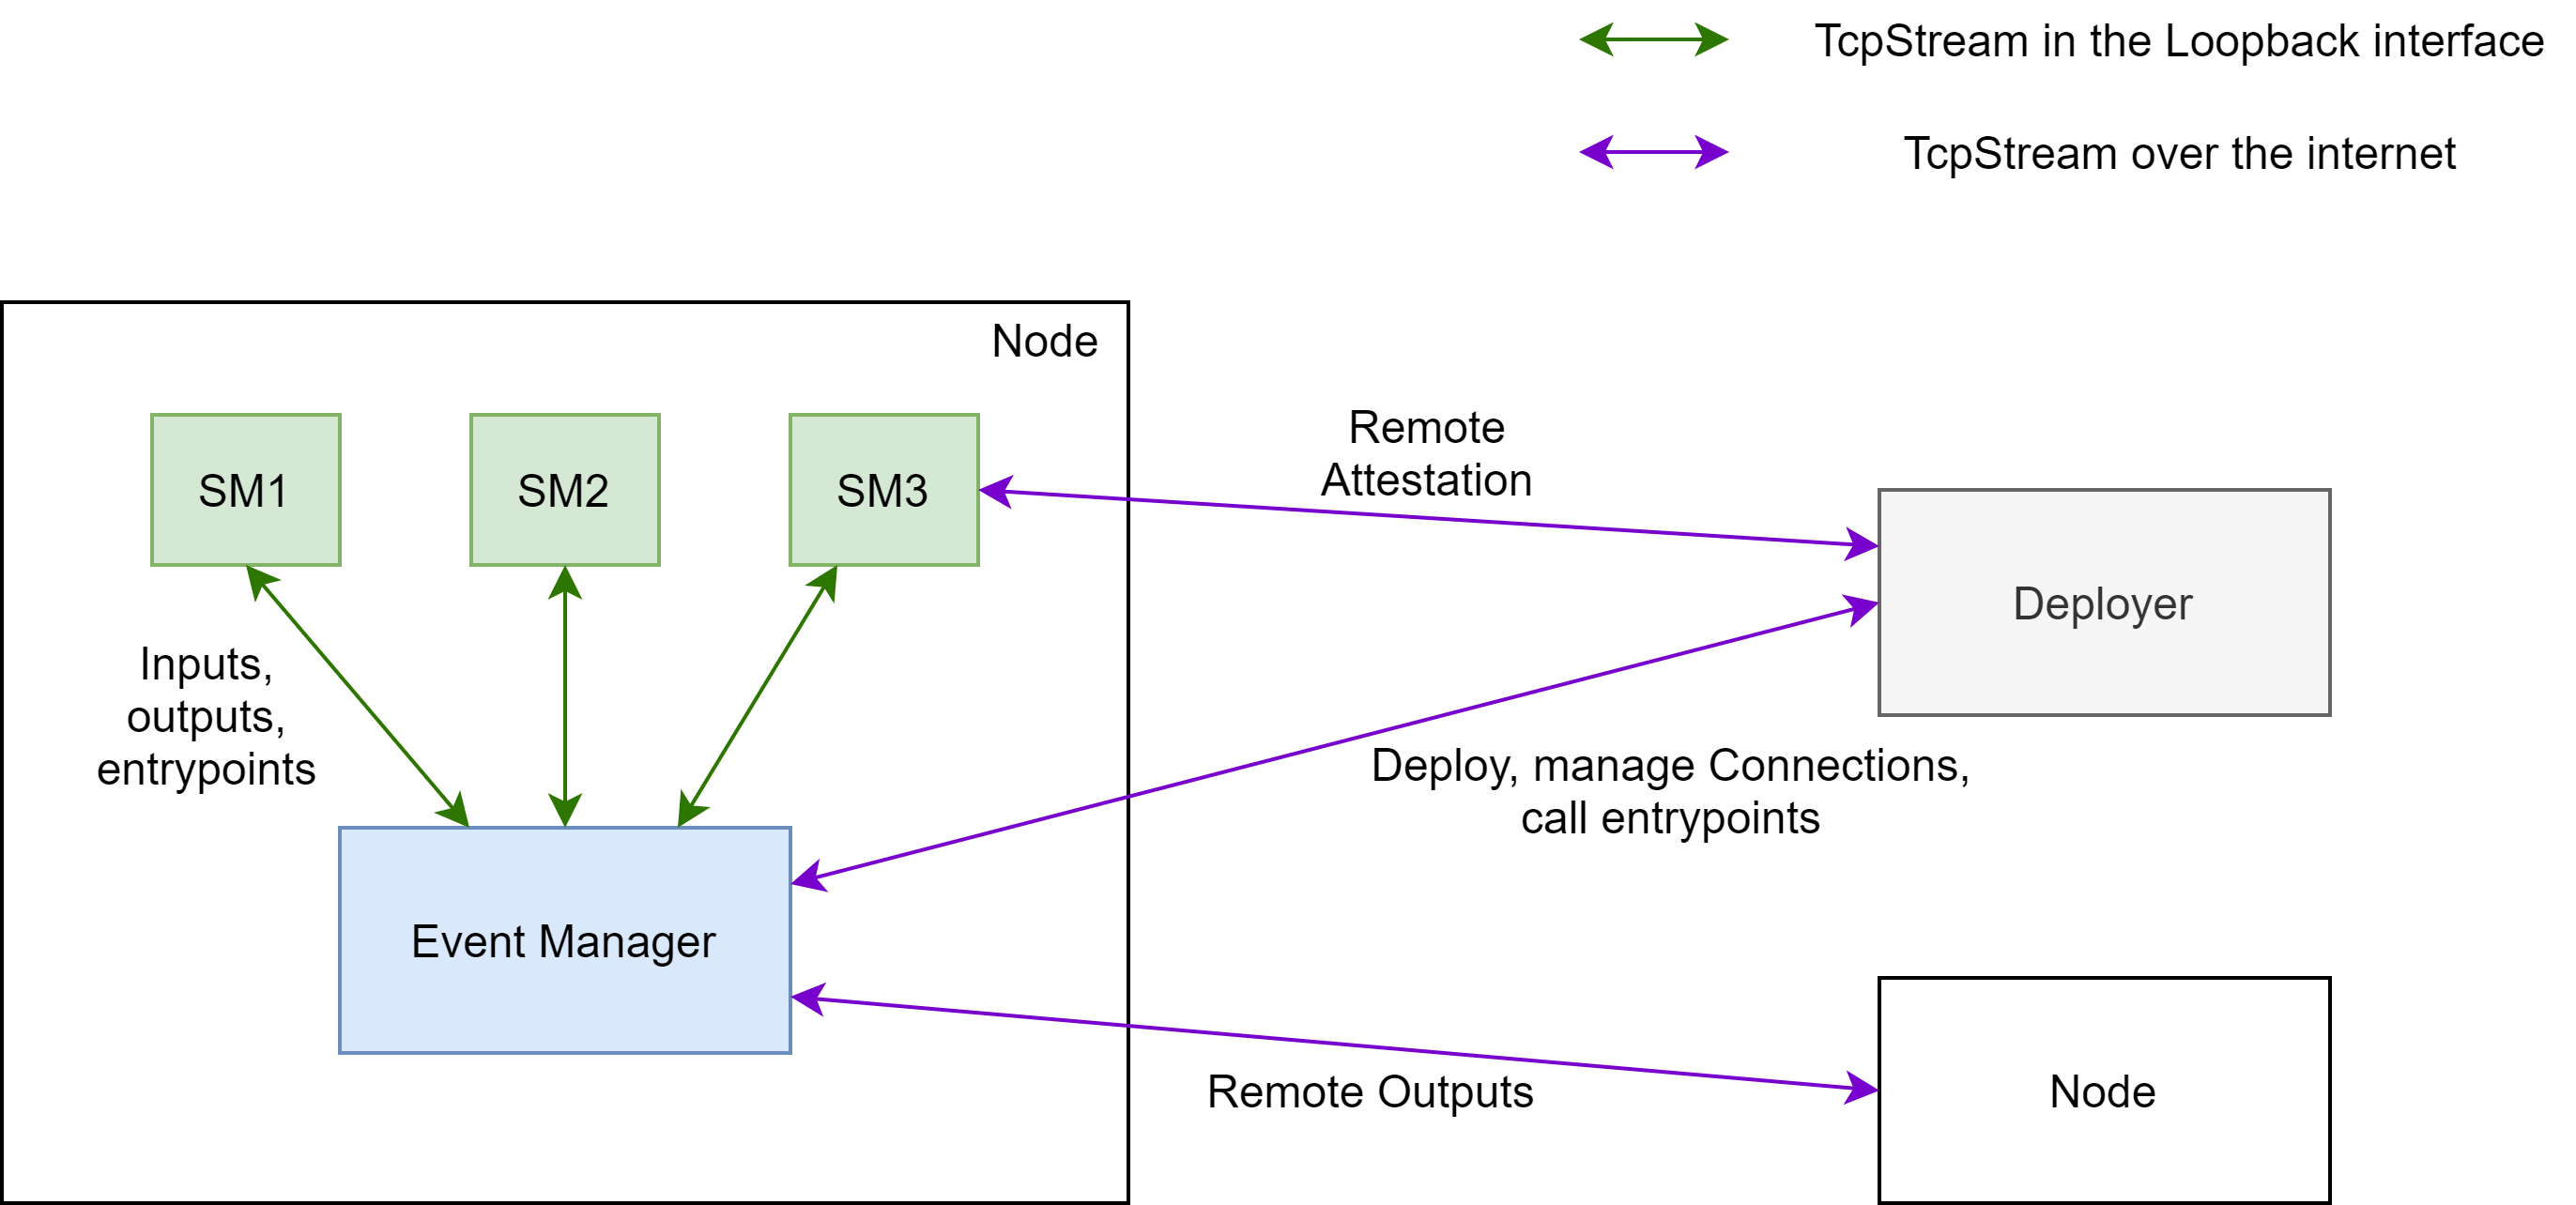 TcpStream in the Loopback interface
TcpStream over the internet
Node
SM1
SM2
SM3
Remote
Attestation
Deployer
Inputs,
outputs,
entrypoints
Deploy, manage Connections,
call entrypoints
Event Manager
Remote Outputs
Node